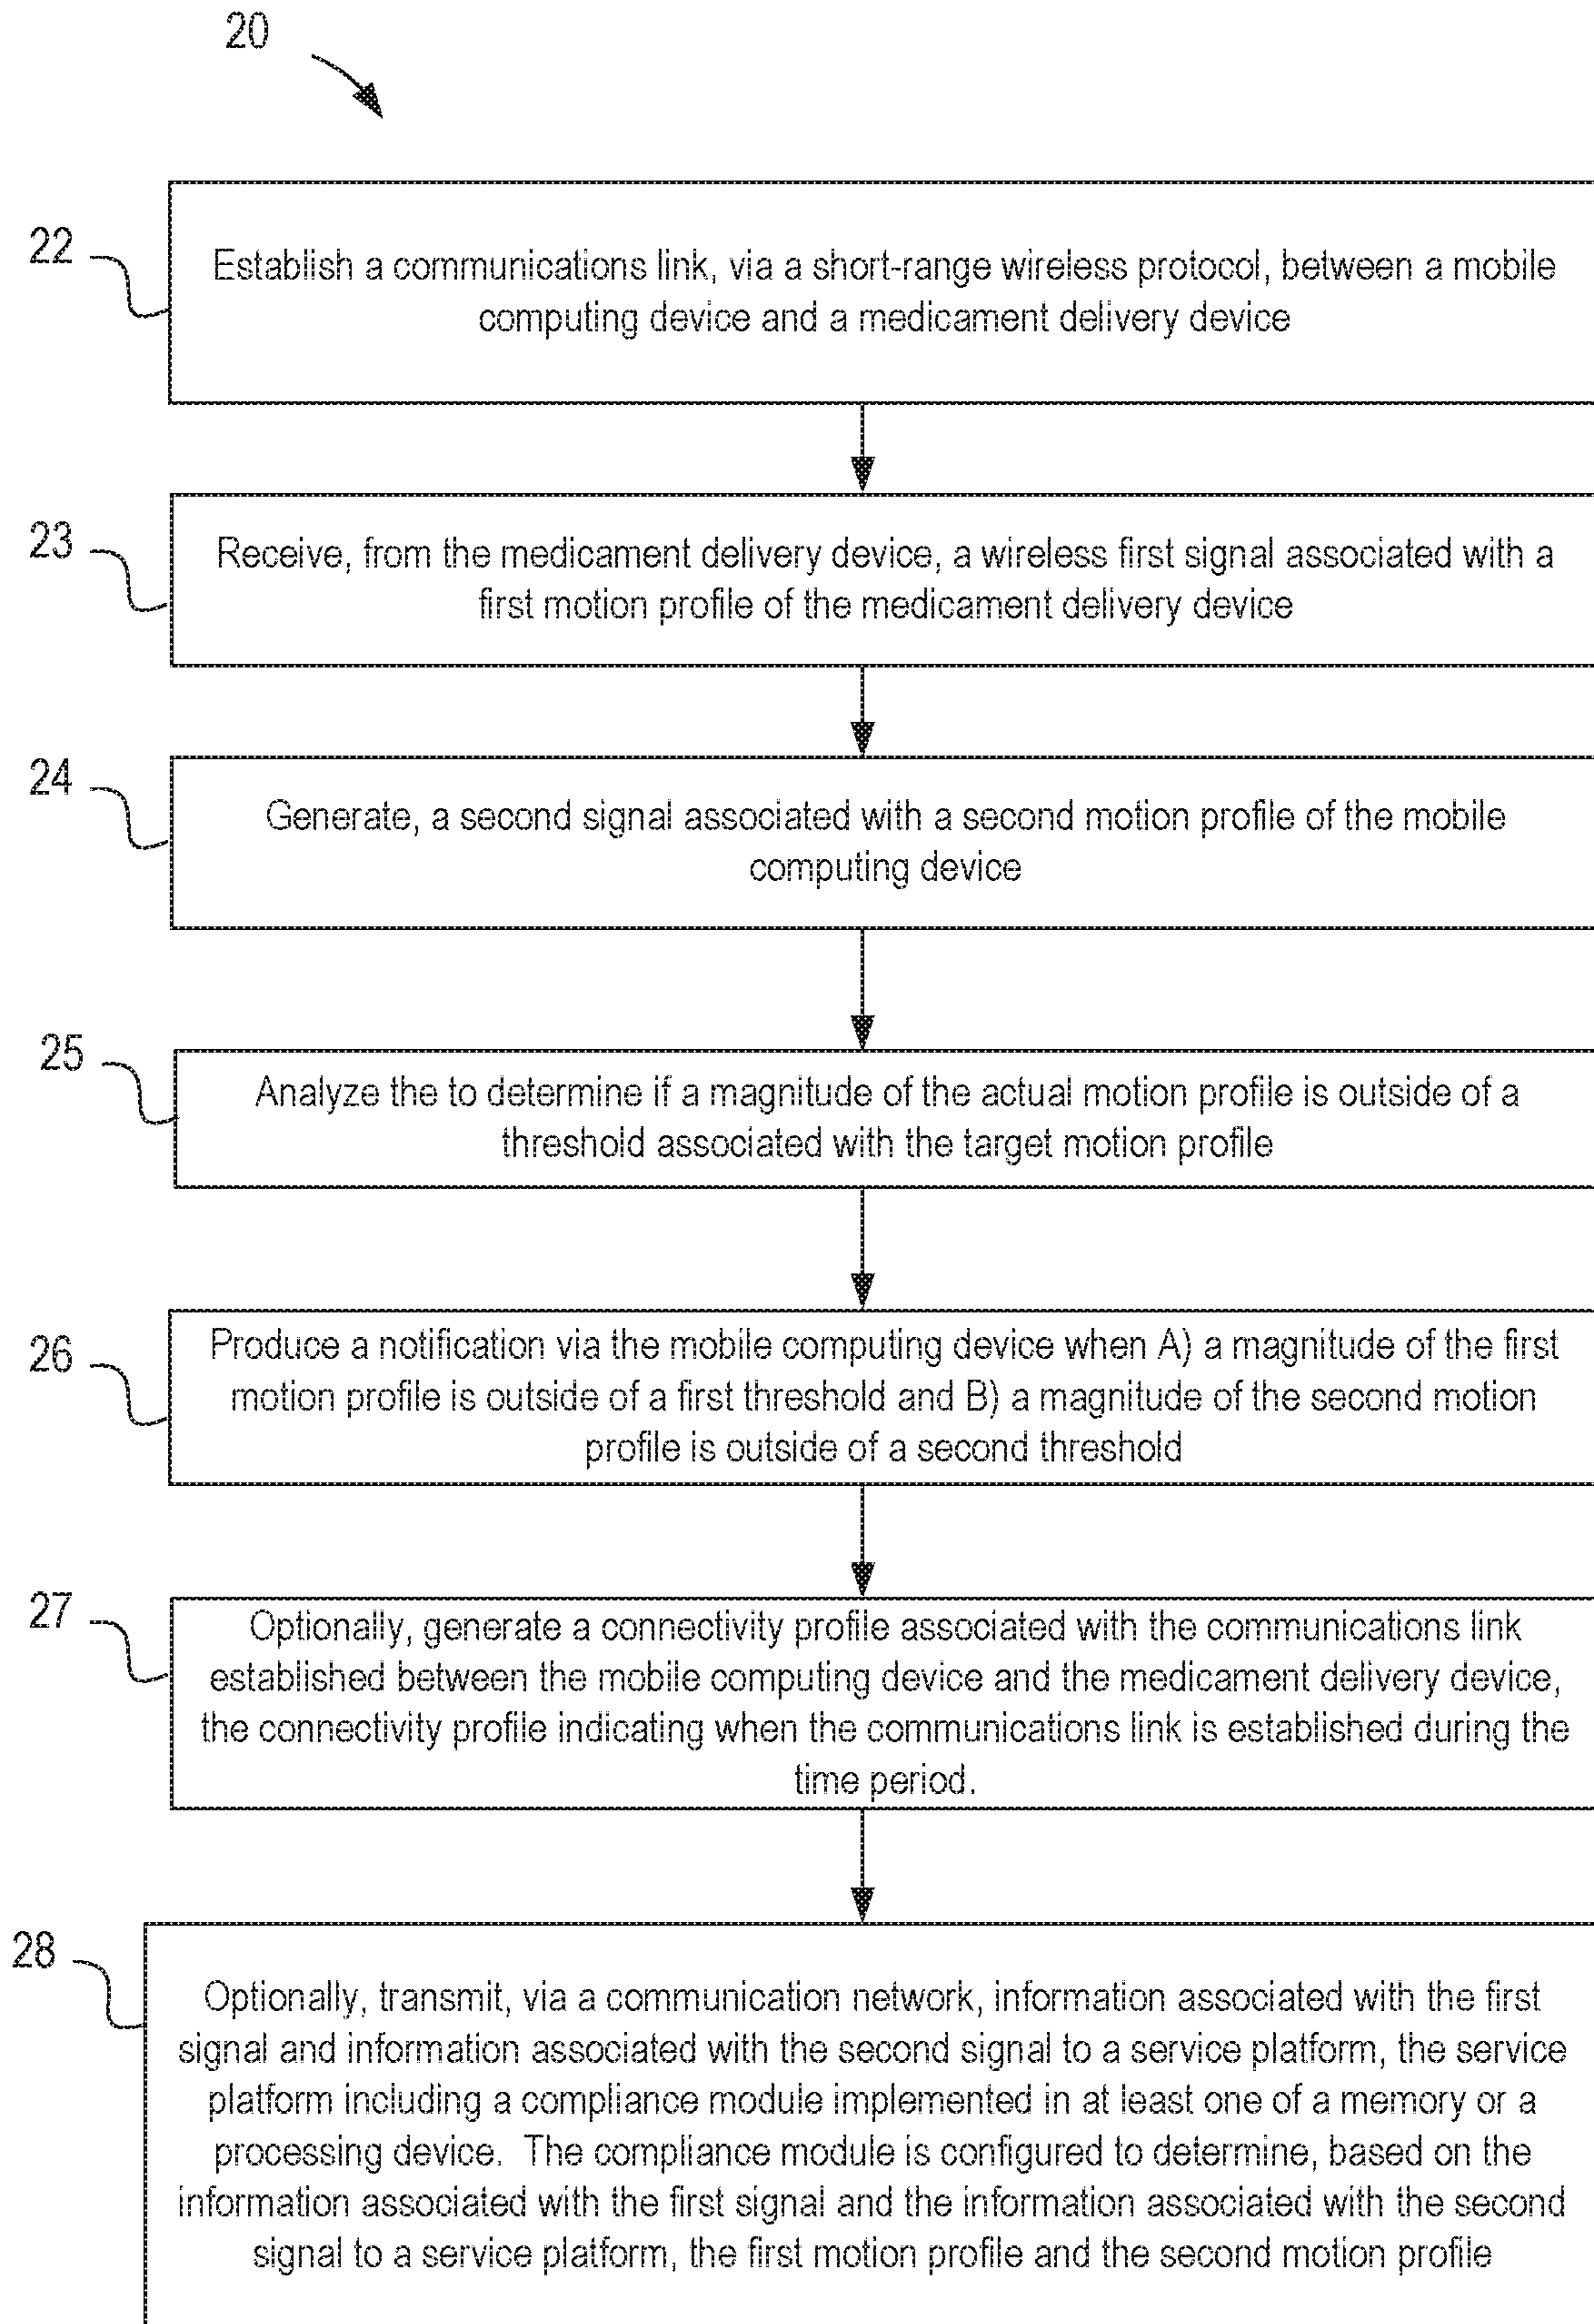 20
22
Establish a communications link, via a short-range wireless protocol, between a mobile
computing device and a medicament delivery device
23
Receive, from the medicament delivery device, a wireless first signal associated with a
first motion profile of the medicament delivery device
24
Generate, a second signal associated with a second motion profile of the mobile
computing device
25
Analyze the to determine if a magnitude of the actual motion profile is outside of a
threshold associated with the target motion profile
26
Produce a notification via the mobile computing device when A) a magnitude of the first
motion profile is outside of a first threshold and B) a magnitude of the second motion
profile is outside of a second threshold
27
Optionally, generate a connectivity profile associated with the communications link
established between the mobile computing device and the medicament delivery device,
the connectivity profile indicating when the communications link is established during the
time period.
28
Optionally, transmit, via a communication network, information associated with the first
signal and information associated with the second signal to a service platform, the service
platform including a compliance module implemented in at least one of a memory or a
processing device.  The compliance module is configured to determine, based on the
information associated with the first signal and the information associated with the second
signal to a service platform, the first motion profile and the second motion profile